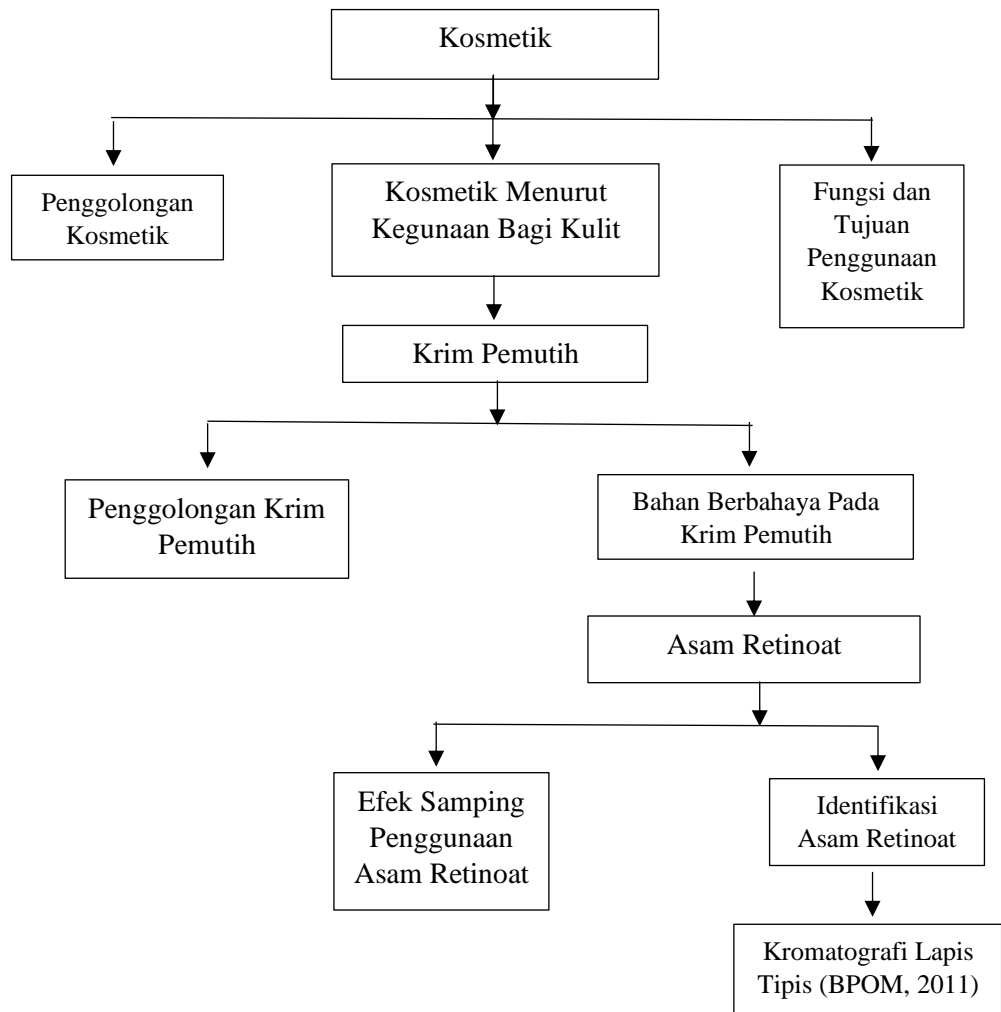 Kosmetik
Penggolongan
Kosmetik
Kosmetik Menurut
Kegunaan Bagi Kulit
Fungsi dan
Tujuan
Penggunaan
Kosmetik
Krim Pemutih
Penggolongan Krim
Pemutih
Bahan Berbahaya Pada
Krim Pemutih
Asam Retinoat
Efek Samping
Penggunaan
Asam Retinoat
Identifikasi
Asam Retinoat
Kromatografi Lapis
Tipis (BPOM, 2011)